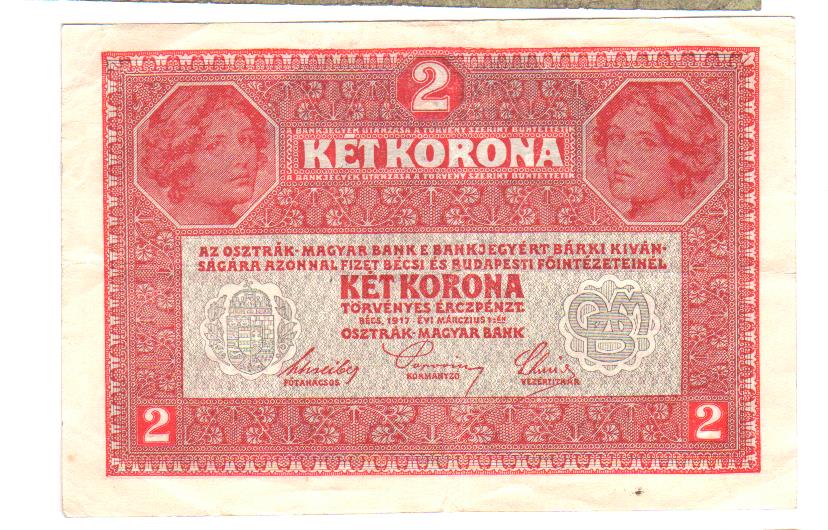 2
A BANKJEGYEK UTÁNZÁSA A TÖRVÉNY SZERINT BÜNTETTETIK
KÉT KORONA
A BANKJEGYEK UTÁNZÁSA A TÖRVÉNY SZERINT BÜNTETTETIK
AZ OSZTRÁK-MAGYAR BANK E BANKJEGYÉRT BÁRKI KIVÁN-
SÁGÁRA AZONNAL FIZET BÉCSI ÉS BUDAPESTI FŐINTÉZETEINÉL
KÉT KORONA
TÖRVÉNYES ÉRCZPÉNZT.
BÉCS, 1917. ÉVI MÁRCZIUS 1-ÉN
OSZTRÁK-MAGYAR BANK
FŐTANÁCSOS KORMÁNYZÓ VEZÉRTITKÁR
2 2